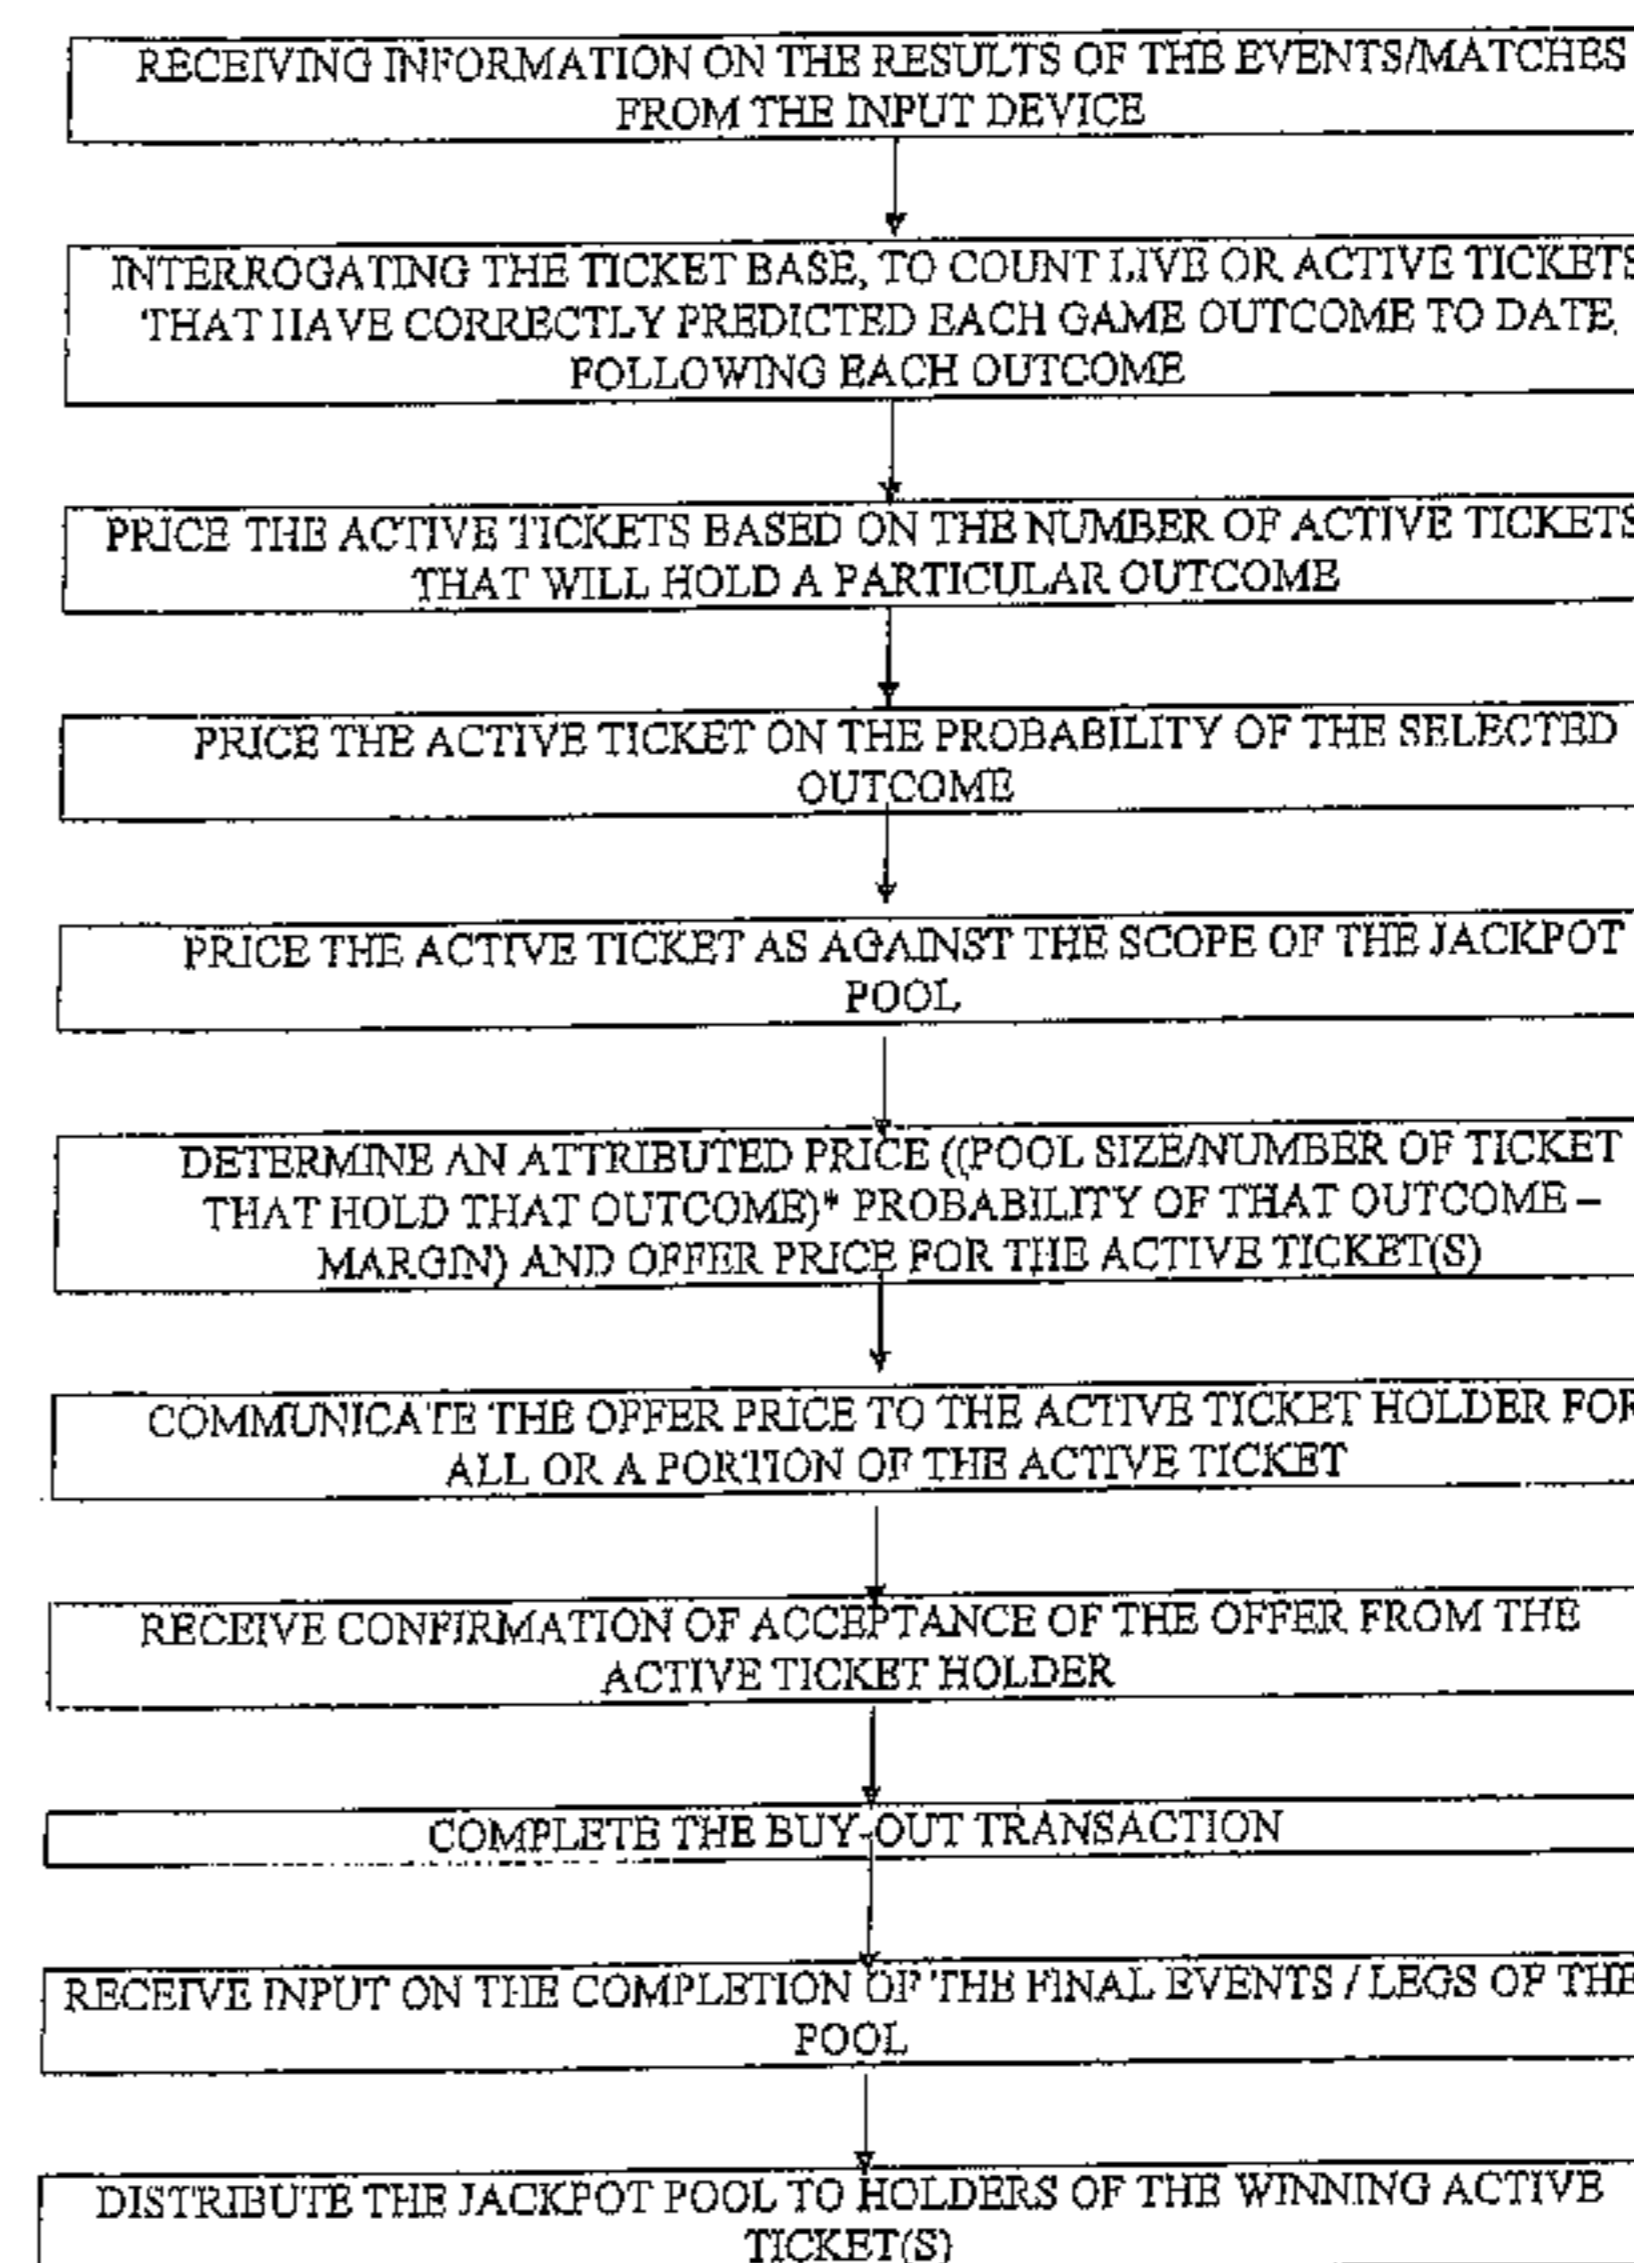 RECEIVING INFORMATION ON THE RESULTS OF THE EVENTS/MATCHES
FROM THE INPUT DEVICE
INTERROGATING THE TICKET BASE, TO COUNT LIVE OR ACTIVE TICKETS
THAT HAVE CORRECTLY PREDICTED EACH GAME OUTCOME TO DATE,
FOLLOWING EACH OUTCOME
PRICE THE ACTIVE TICKETS BASED ON THE NUMBER OF ACTIVE TICKETS
THAT WILL HOLD A PARTICULAR OUTCOME
PRICE THE ACTIVE TICKET ON THE PROBABILITY OF THE SELECTED
OUTCOME
PRICE THE ACTIVE TICKET AS AGAINST THE SCOPE OF THE JACKPOT
POOL
DETERMINE AN ATTRIBUTED PRICE ((POOL SIZE/NUMBER OF TICKET
THAT HOLD THAT OUTCOME)* PROBABILITY OF THAT OUTCOME –
MARGIN) AND OFFER PRICE FOR THE ACTIVE TICKET(S)
COMMUNICATE THE OFFER PRICE TO THE ACTIVE TICKET HOLDER FOR
ALL OR A PORTION OF THE ACTIVE TICKET
RECEIVE CONFIRMATION OF ACCEPTANCE OF THE OFFER FROM THE
ACTIVE TICKET HOLDER
COMPLETE THE BUY-OUT TRANSACTION
RECEIVE INPUT ON THE COMPLETION OF THE FINAL EVENTS / LEGS OF THE
POOL
DISTRIBUTE THE JACKPOT POOL TO HOLDERS OF THE WINNING ACTIVE
TICKET(S)